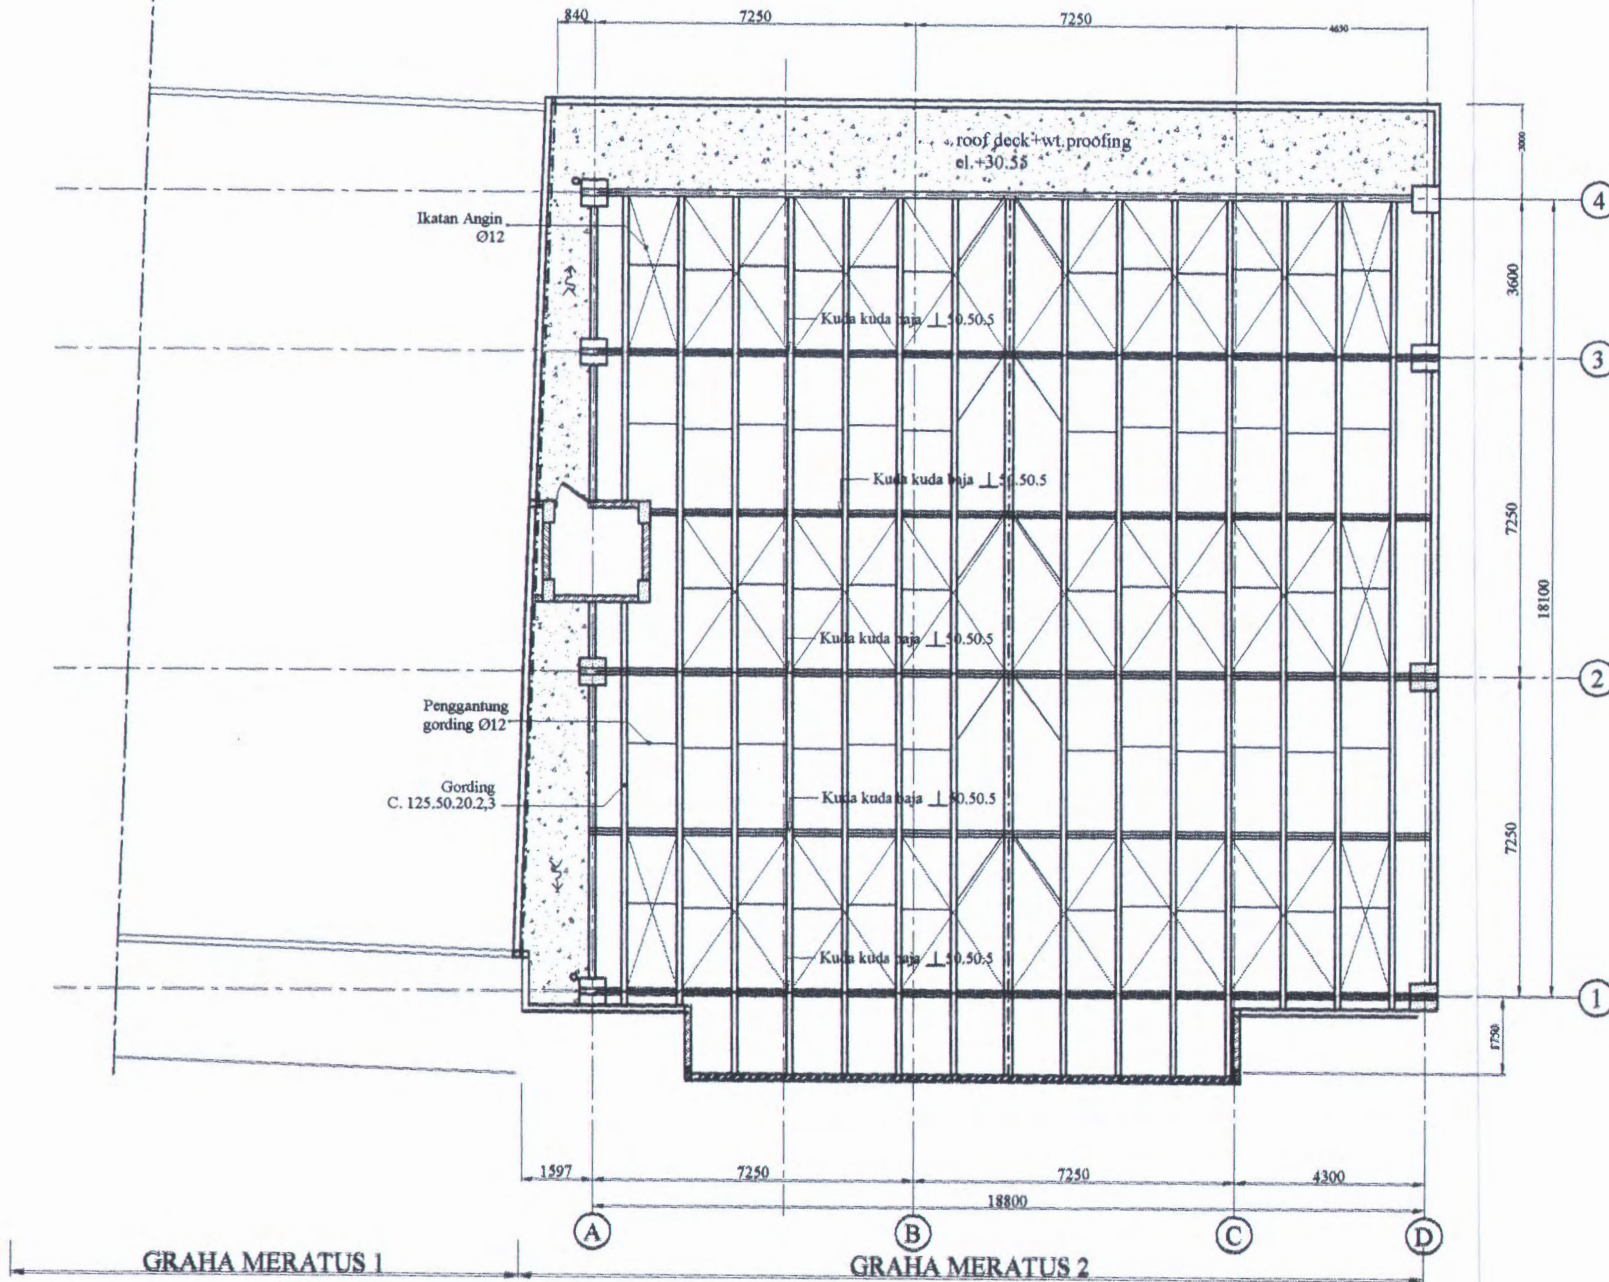 840
7250
7250
4650
roof deck+wt.proofing
el.+30.55
3000
4
Ikatan Angin
Ø12
3600
Kuda kuda baja ⊥50.50.5
3
Kuda kuda baja ⊥50.50.5
7250
18100
Kuda kuda baja ⊥50.50.5
2
Penggantung
gording Ø12
Gording
C. 125.50.20.2,3
Kuda kuda baja ⊥50.50.5
7250
Kuda kuda baja ⊥50.50.5
1
1750
1597
7250
7250
4300
18800
A
B
C
D
GRAHA MERATUS 1
GRAHA MERATUS 2